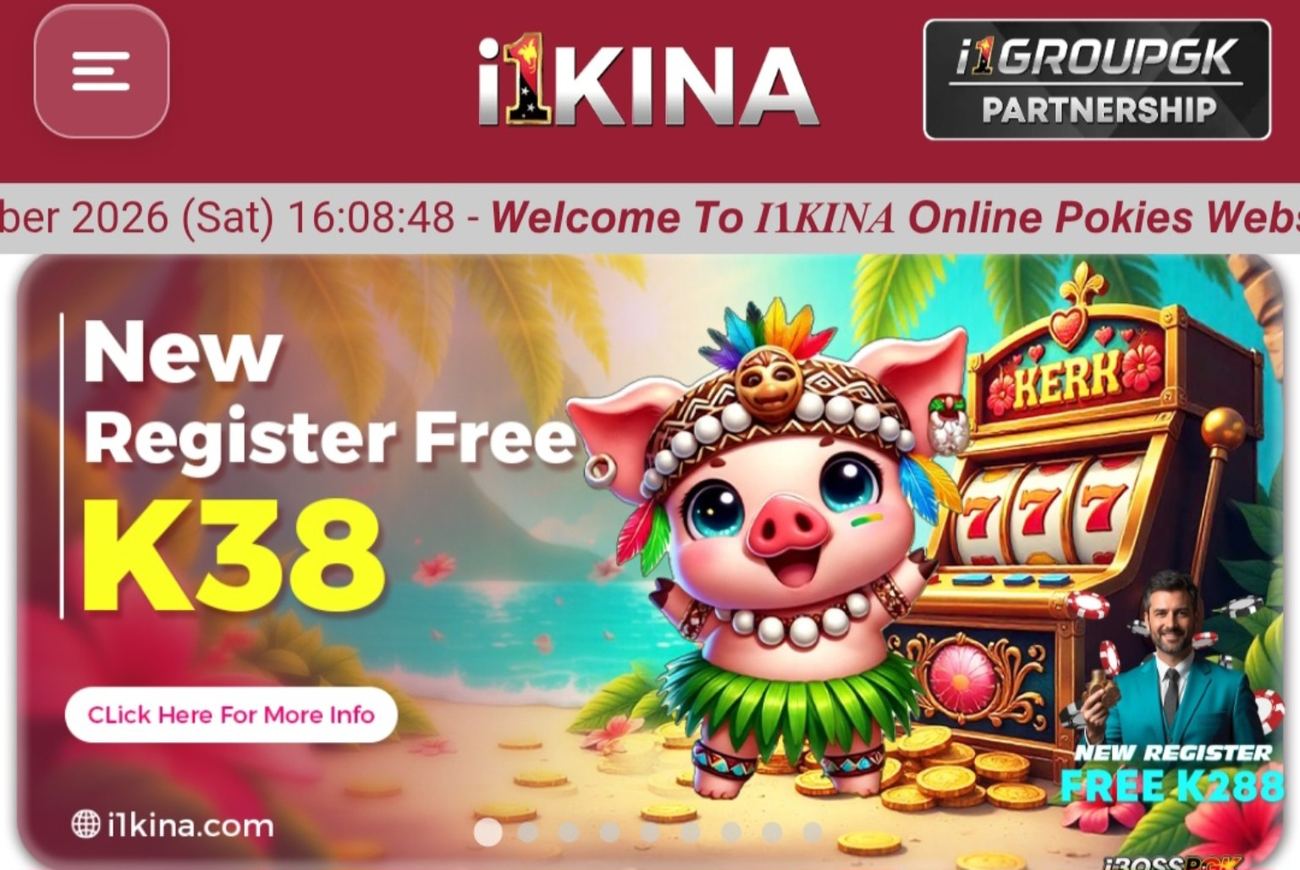 i1KINA
i1GROUPGK
PARTNERSHIP
ber 2026 (Sat) 16:08:48 - Welcome To I1KINA Online Pokies Webs
New
Register Free
K38
KERK
777
CLick Here For More Info
NEW REGISTER
FREE K288
i1kina.com
i3OSSPGK